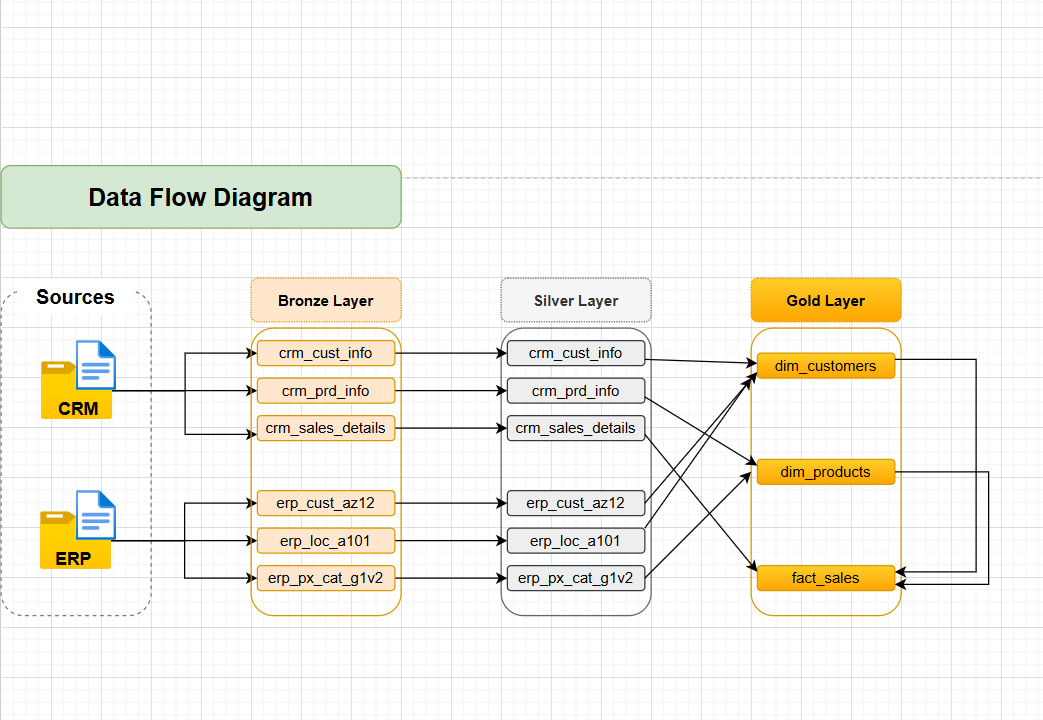 Data Flow Diagram
Sources
Bronze Layer
Silver Layer
Gold Layer
CRM
ERP
crm_cust_info
crm_prd_info
crm_sales_details
erp_cust_az12
erp_loc_a101
erp_px_cat_g1v2
crm_cust_info
crm_prd_info
crm_sales_details
erp_cust_az12
erp_loc_a101
erp_px_cat_g1v2
dim_customers
dim_products
fact_sales